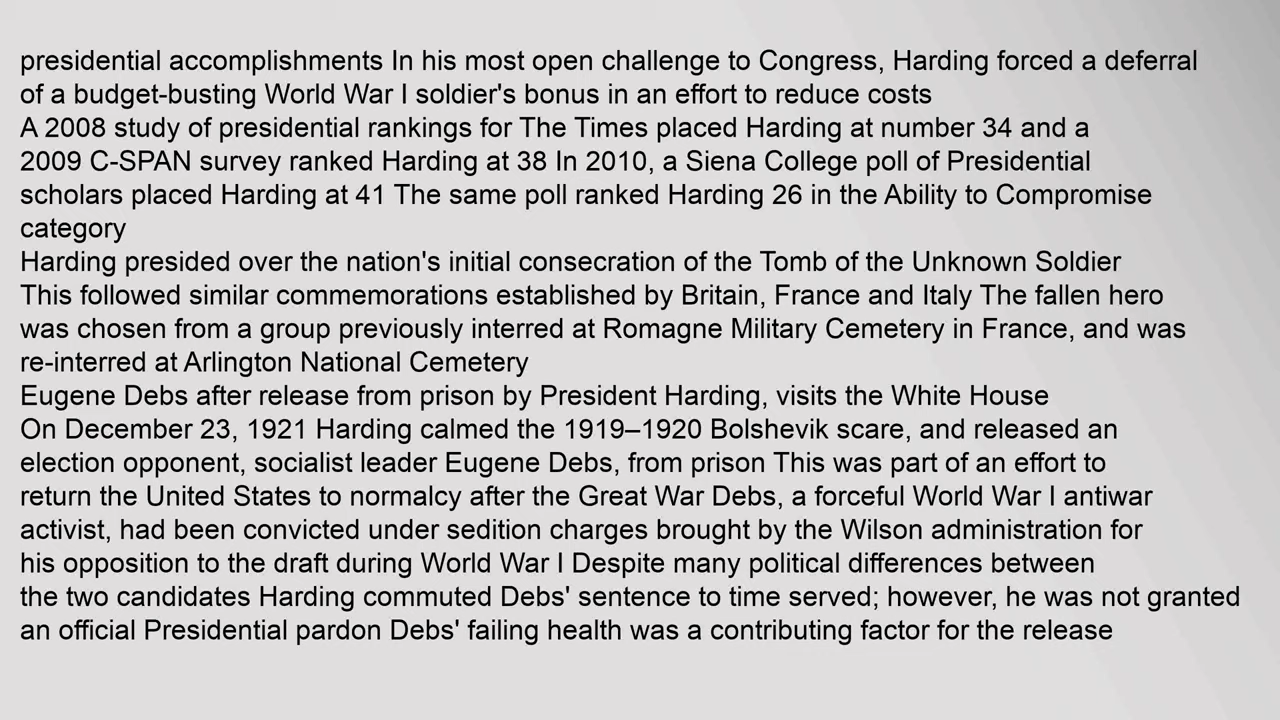 presidential accomplishments In his most open challenge to Congress, Harding forced a deferral
of a budget-busting World War I soldier's bonus in an effort to reduce costs
A 2008 study of presidential rankings for The Times placed Harding at number 34 and a
2009 C-SPAN survey ranked Harding at 38 In 2010, a Siena College poll of Presidential
scholars placed Harding at 41 The same poll ranked Harding 26 in the Ability to Compromise
category
Harding presided over the nation's initial consecration of the Tomb of the Unknown Soldier
This followed similar commemorations established by Britain, France and Italy The fallen hero
was chosen from a group previously interred at Romagne Military Cemetery in France, and was
re-interred at Arlington National Cemetery
Eugene Debs after release from prison by President Harding, visits the White House
On December 23, 1921 Harding calmed the 1919–1920 Bolshevik scare, and released an
election opponent, socialist leader Eugene Debs, from prison This was part of an effort to
return the United States to normalcy after the Great War Debs, a forceful World War I antiwar
activist, had been convicted under sedition charges brought by the Wilson administration for
his opposition to the draft during World War I Despite many political differences between
the two candidates Harding commuted Debs' sentence to time served; however, he was not granted
an official Presidential pardon Debs' failing health was a contributing factor for the release